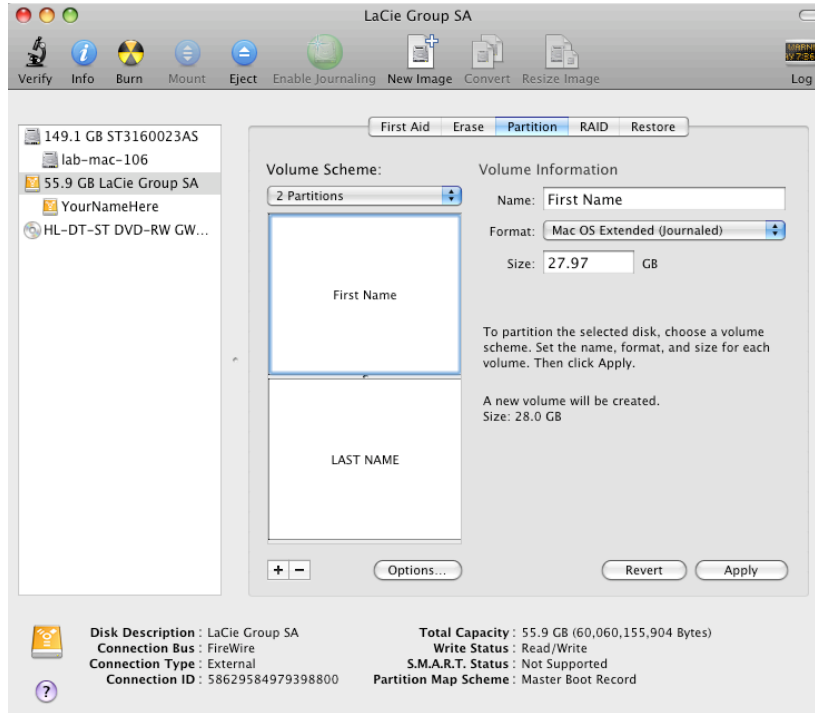 LaCie Group SA
Verify Info Burn Mount Eject Enable Journaling New Image Convert Resize Image Log
First Aid Erase Partition RAID Restore
149.1 GB ST3160023AS
lab-mac-106
55.9 GB LaCie Group SA
YourNameHere
HL-DT-ST DVD-RW GW...
Volume Scheme:
2 Partitions
First Name
LAST NAME
+ −
Options...
Volume Information
Name: First Name
Format: Mac OS Extended (Journaled)
Size: 27.97 GB
To partition the selected disk, choose a volume
scheme. Set the name, format, and size for each
volume. Then click Apply.
A new volume will be created.
Size: 28.0 GB
Revert Apply
Disk Description : LaCie Group SA
Connection Bus : FireWire
Connection Type : External
Connection ID : 58629584979398800
Total Capacity : 55.9 GB (60,060,155,904 Bytes)
Write Status : Read/Write
S.M.A.R.T. Status : Not Supported
Partition Map Scheme : Master Boot Record
?